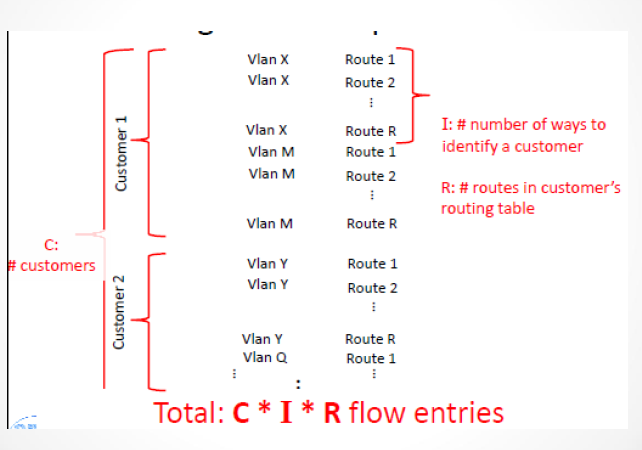 Vlan X Route 1
Vlan X Route 2
⋮
Vlan X Route R
Vlan M Route 1
Vlan M Route 2
⋮
Vlan M Route R
Customer 1
I: # number of ways to
identify a customer
R: # routes in customer's
routing table
C:
# customers
Vlan Y Route 1
Vlan Y Route 2
⋮
Vlan Y Route R
Vlan Q Route 1
⋮ ⋮
:
Customer 2
Total: C * I * R flow entries